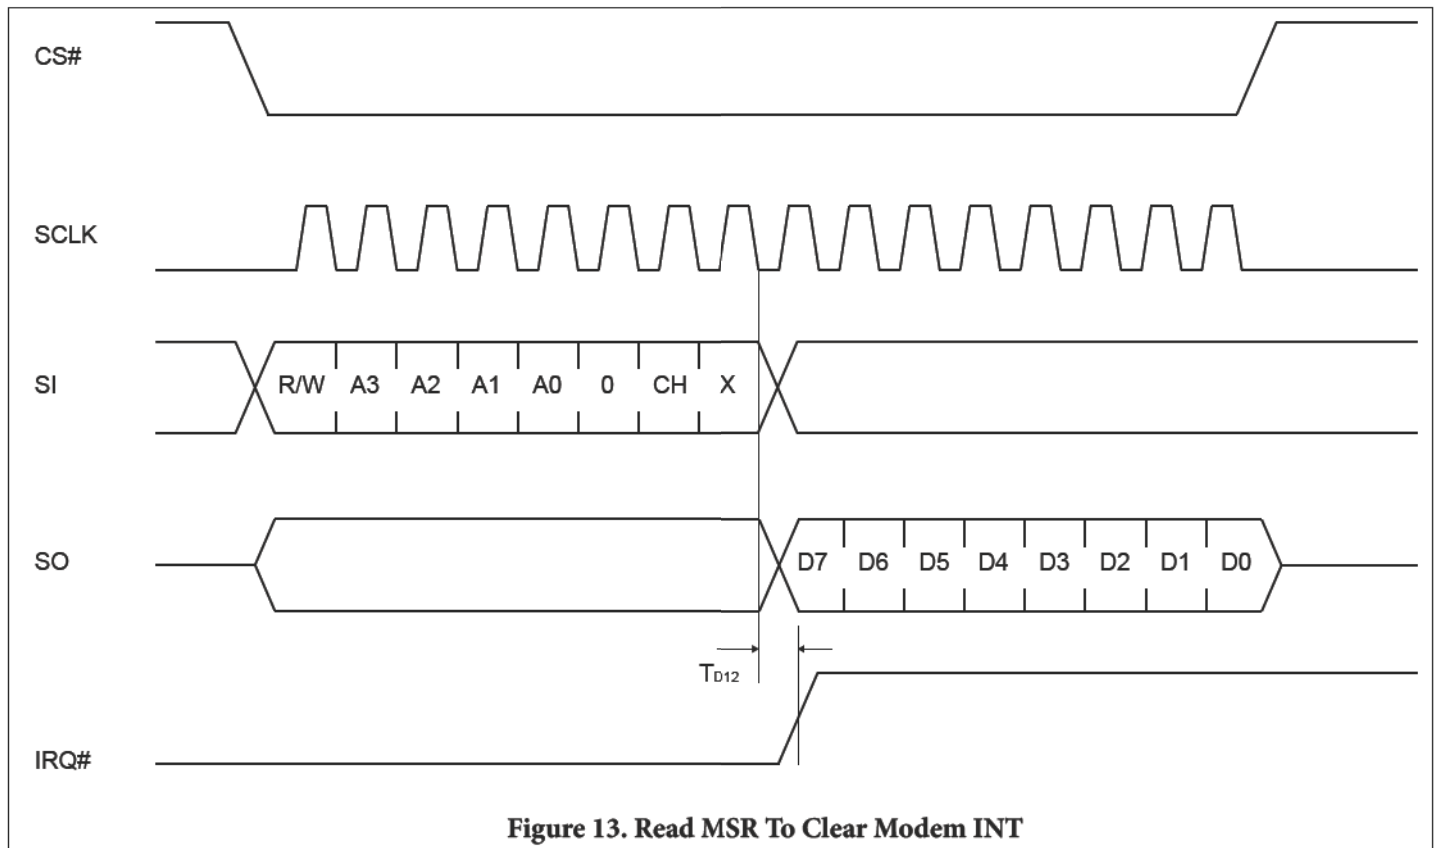 CS#
SCLK
SI R/W A3 A2 A1 A0 0 CH X
SO D7 D6 D5 D4 D3 D2 D1 D0
TD12
IRQ#
Figure 13. Read MSR To Clear Modem INT